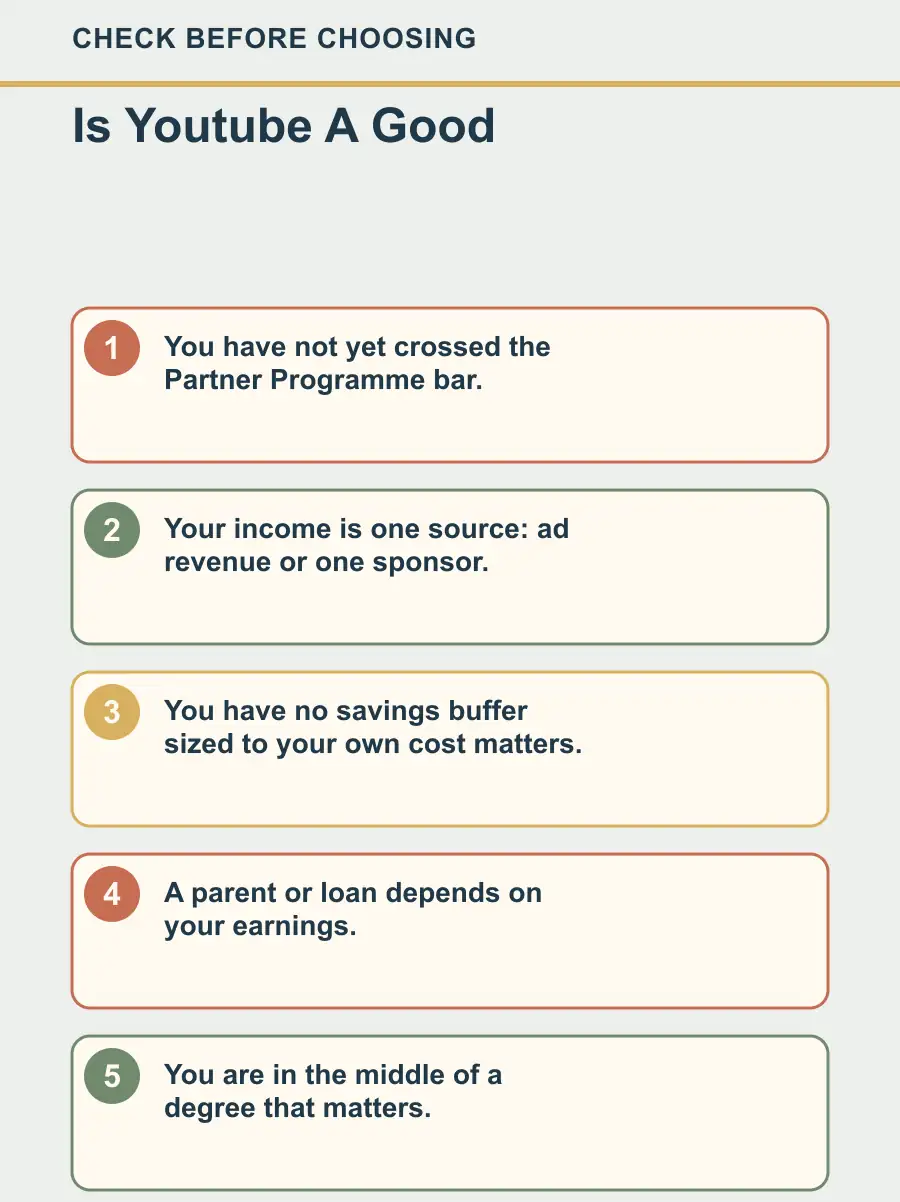 CHECK BEFORE CHOOSING
Is Youtube A Good
1
You have not yet crossed the
Partner Programme bar.
2
Your income is one source: ad
revenue or one sponsor.
3
You have no savings buffer
sized to your own cost matters.
4
A parent or loan depends on
your earnings.
5
You are in the middle of a
degree that matters.